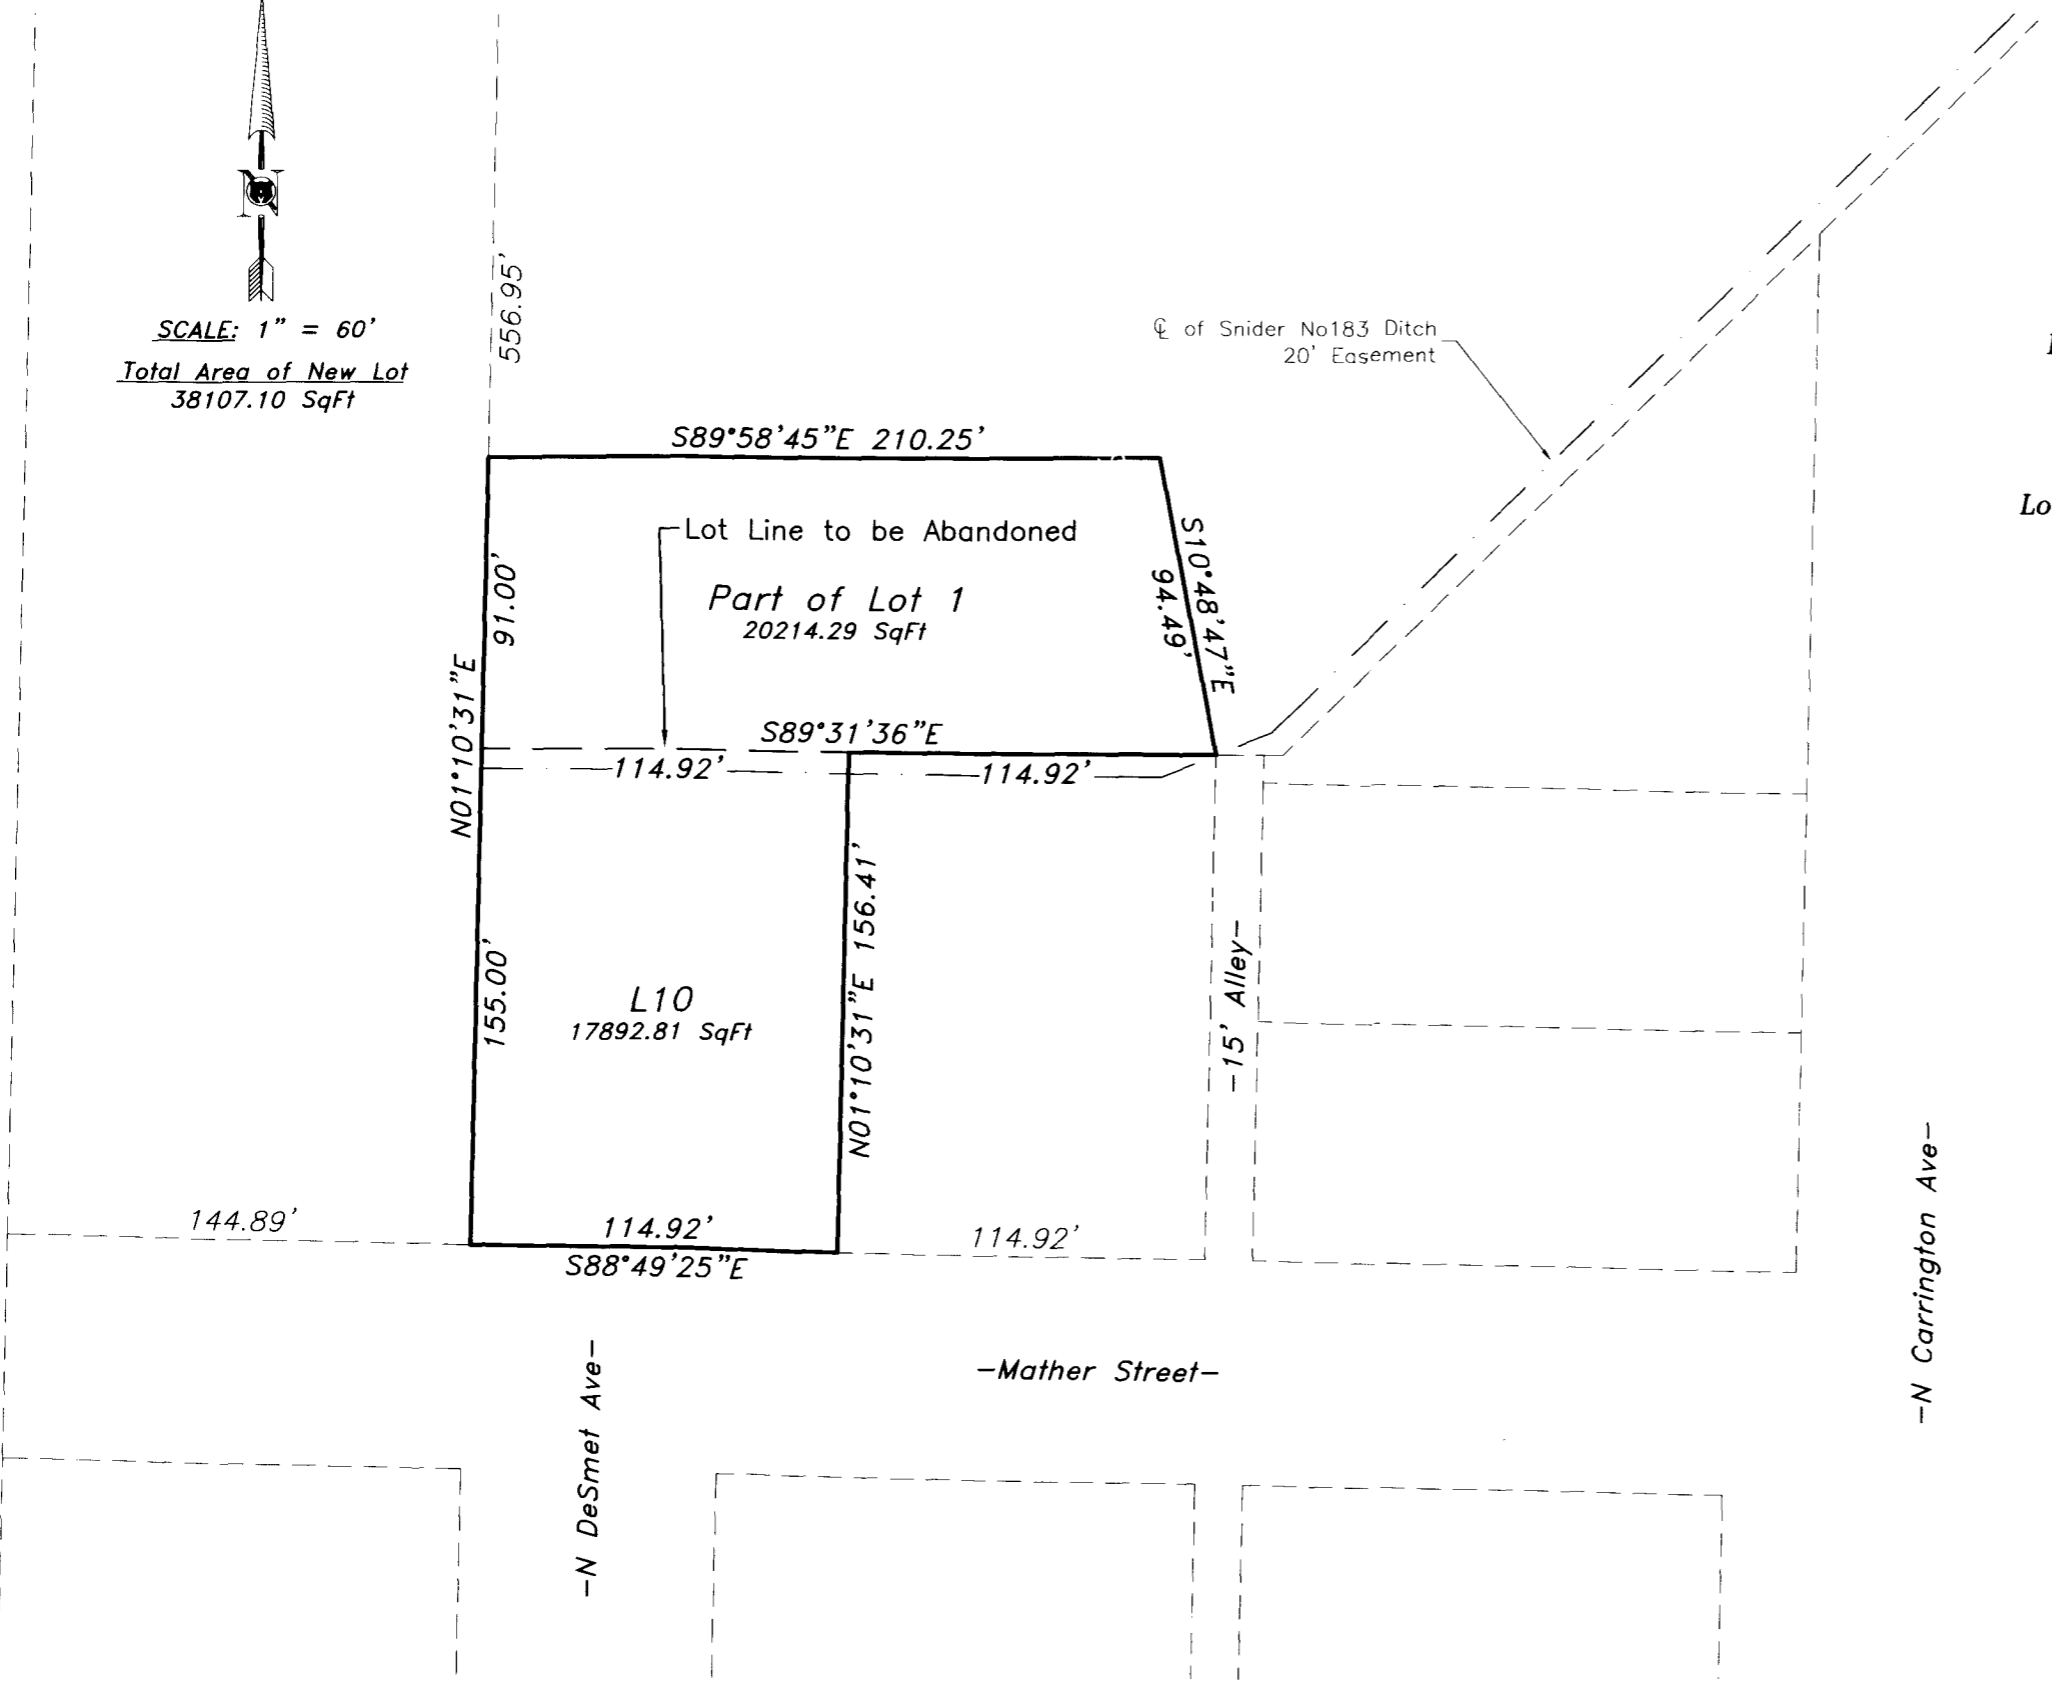 556.95'
SCALE: 1" = 60'
Total Area of New Lot
38107.10 SqFt
℄ of Snider No183 Ditch
20' Easement
Lo
S89°58'45"E 210.25'
Lot Line to be Abandoned
Part of Lot 1
20214.29 SqFt
91.00'
S10°48'47"E
94.49'
N01°10'31"E
S89°31'36"E
114.92'
114.92'
N01°10'31"E 156.41'
155.00'
L10
17892.81 SqFt
-15' Alley-
144.89'
114.92'
S88°49'25"E
114.92'
-N Carrington Ave-
-Mather Street-
-N DeSmet Ave-